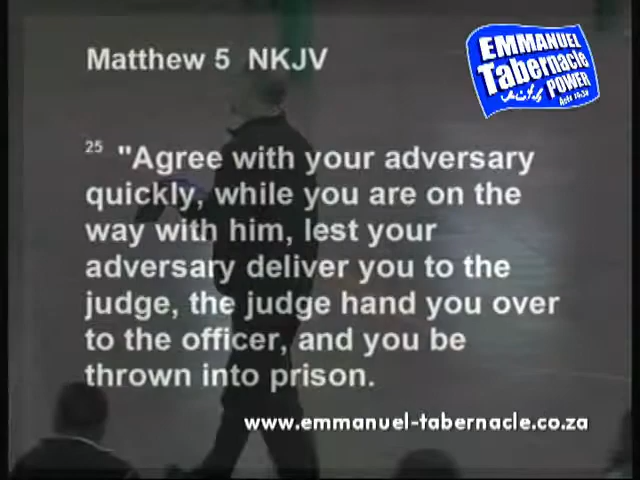 Matthew 5 NKJV
EMMANUEL
Tabernacle
POWER
25 "Agree with your adversary
quickly, while you are on the
way with him, lest your
adversary deliver you to the
judge, the judge hand you over
to the officer, and you be
thrown into prison.
www.emmanuel-tabernacle.co.za